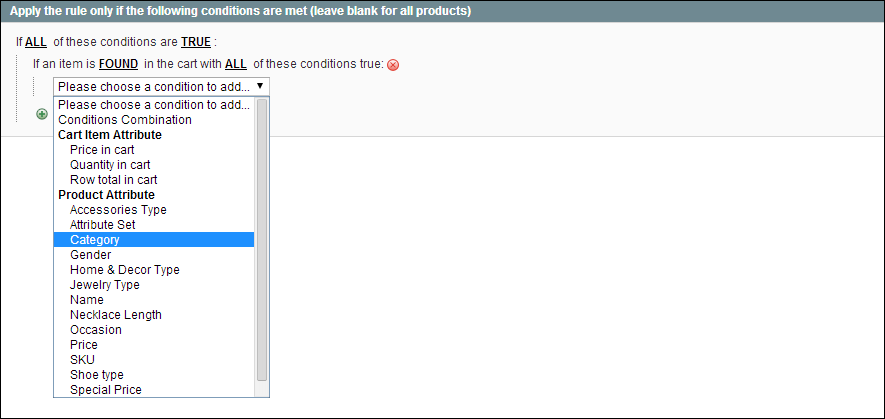 Apply the rule only if the following conditions are met (leave blank for all products)
If ALL of these conditions are TRUE :
If an item is FOUND in the cart with ALL of these conditions true:
Please choose a condition to add...
Please choose a condition to add...
Conditions Combination
Cart Item Attribute
Price in cart
Quantity in cart
Row total in cart
Product Attribute
Accessories Type
Attribute Set
Category
Gender
Home & Decor Type
Jewelry Type
Name
Necklace Length
Occasion
Price
SKU
Shoe type
Special Price